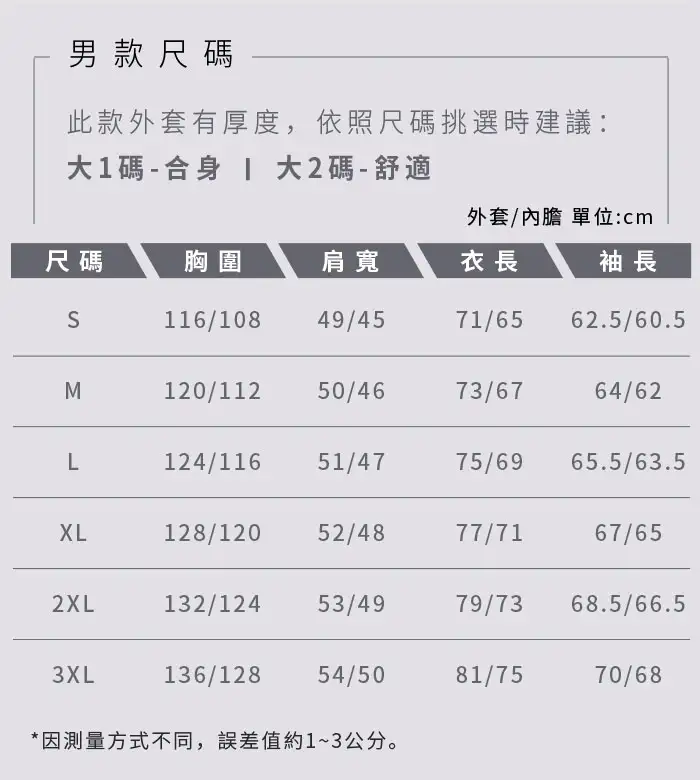 男款尺碼
此款外套有厚度，依照尺碼挑選時建議：
大1碼-合身 | 大2碼-舒適
外套/內膽 單位:cm
尺碼 胸圍 肩寬 衣長 袖長
S 116/108 49/45 71/65 62.5/60.5
M 120/112 50/46 73/67 64/62
L 124/116 51/47 75/69 65.5/63.5
XL 128/120 52/48 77/71 67/65
2XL 132/124 53/49 79/73 68.5/66.5
3XL 136/128 54/50 81/75 70/68
*因測量方式不同，誤差值約1~3公分。